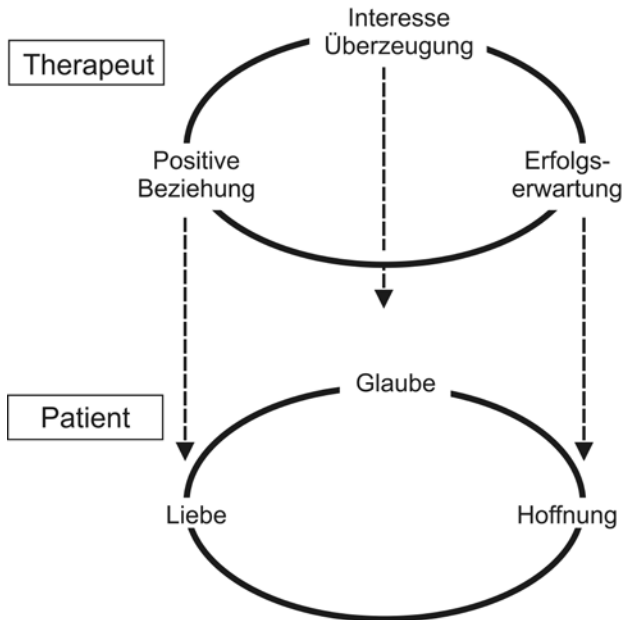 Interesse
Überzeugung
Therapeut
Positive
Beziehung
Erfolgs-
erwartung
Glaube
Patient
Liebe
Hoffnung